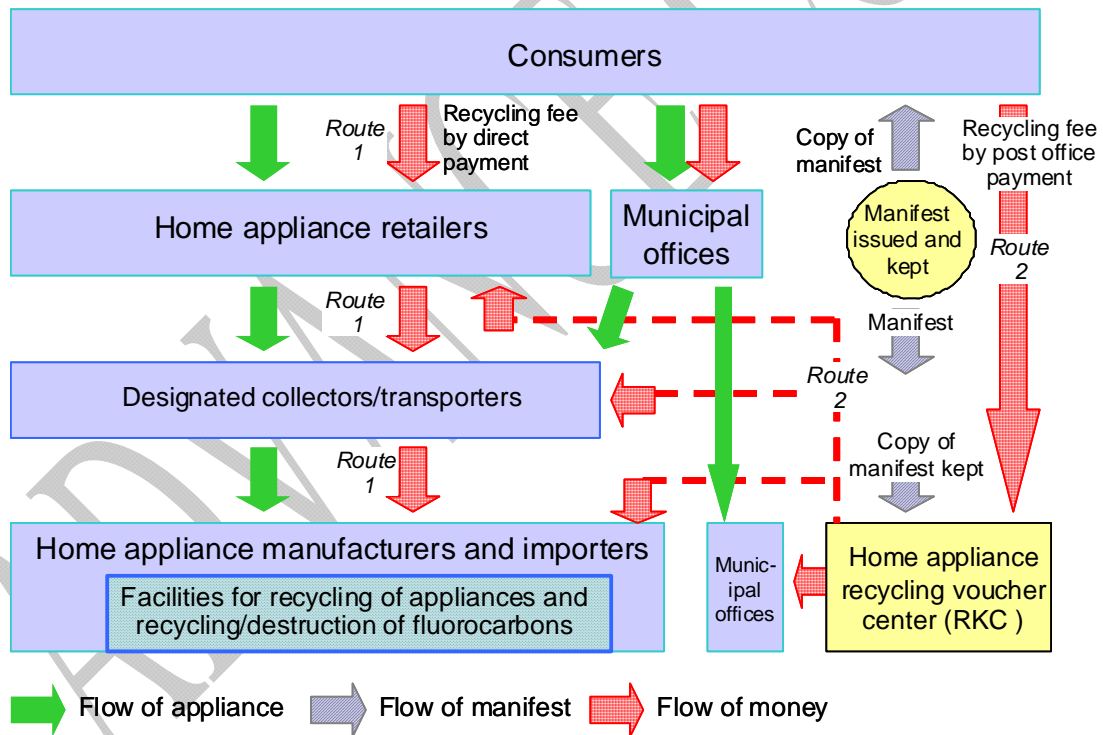 Consumers
Route
1
Recycling fee
by direct
payment
Copy of
manifest
Recycling fee
by post office
payment
Home appliance retailers
Municipal
offices
Manifest
issued and
kept
Route
2
Route
1
Manifest
Designated collectors/transporters
Route
2
Route
1
Copy of
manifest kept
Home appliance manufacturers and importers
Facilities for recycling of appliances and
recycling/destruction of fluorocarbons
Munic-
ipal
offices
Home appliance
recycling voucher
center (RKC )
Flow of appliance
Flow of manifest
Flow of money